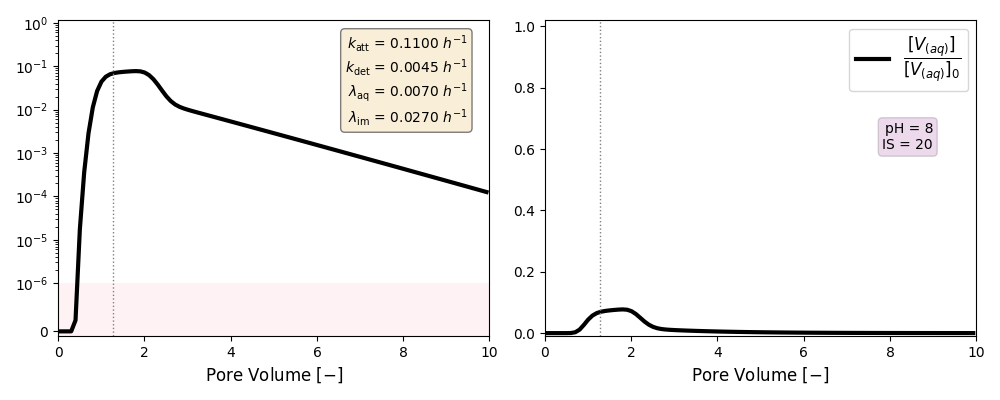 10⁰
10⁻¹
10⁻²
10⁻³
10⁻⁴
10⁻⁵
10⁻⁶
0
k_att = 0.1100 h⁻¹
k_det = 0.0045 h⁻¹
λ_aq = 0.0070 h⁻¹
λ_im = 0.0270 h⁻¹
0 2 4 6 8 10
Pore Volume [−]
1.0
0.8
0.6
0.4
0.2
0.0
[V_(aq)]
[V_(aq)]₀
pH = 8
IS = 20
0 2 4 6 8 10
Pore Volume [−]